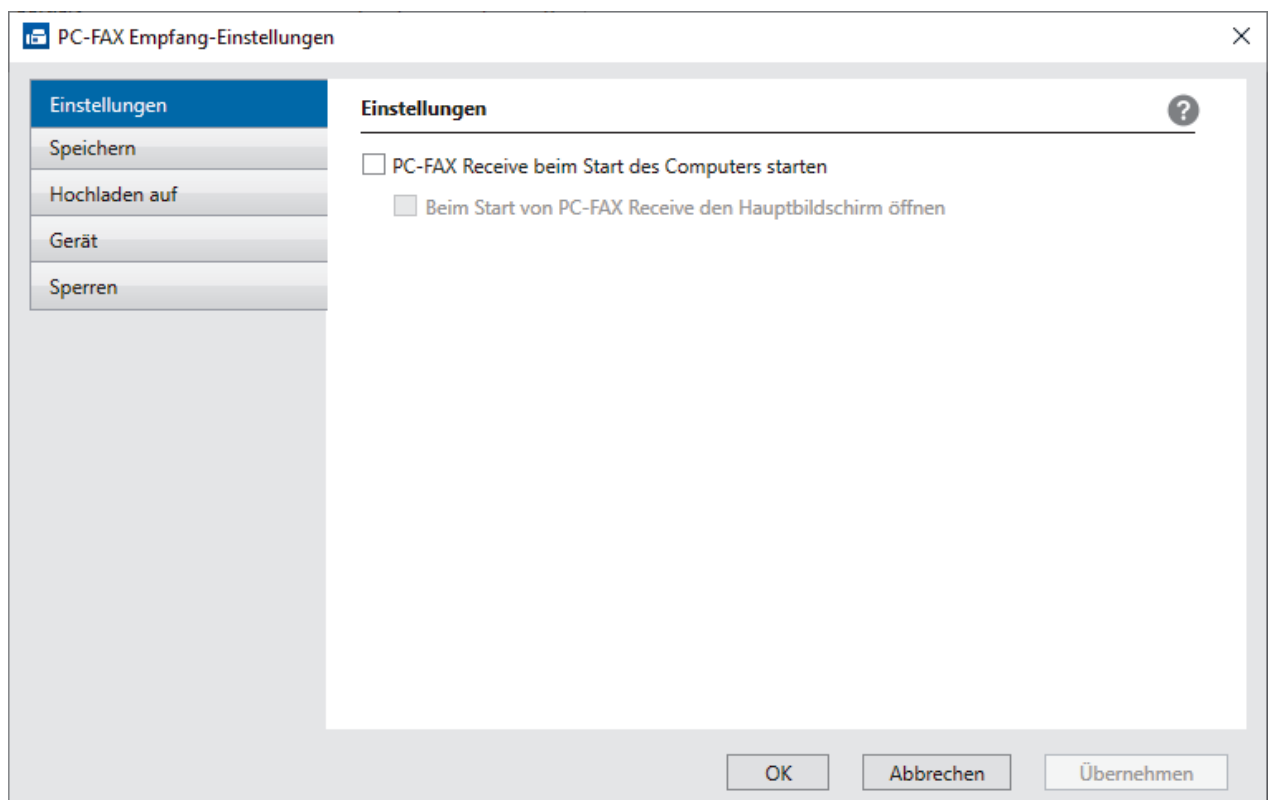 PC-FAX Empfang-Einstellungen
Einstellungen
Speichern
Hochladen auf
Gerät
Sperren
Einstellungen
?
PC-FAX Receive beim Start des Computers starten
Beim Start von PC-FAX Receive den Hauptbildschirm öffnen
OK Abbrechen Übernehmen